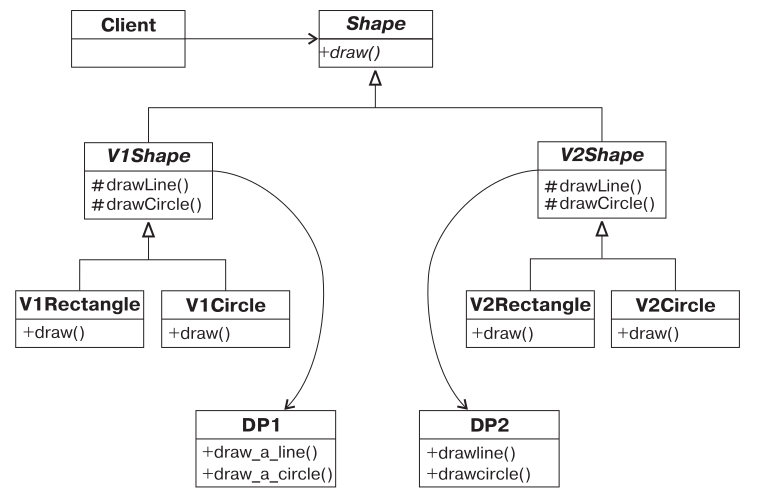 Client
Shape
+draw()
V1Shape
#drawLine()
#drawCircle()
V2Shape
#drawLine()
#drawCircle()
V1Rectangle
+draw()
V1Circle
+draw()
V2Rectangle
+draw()
V2Circle
+draw()
DP1
+draw_a_line()
+draw_a_circle()
DP2
+drawline()
+drawcircle()